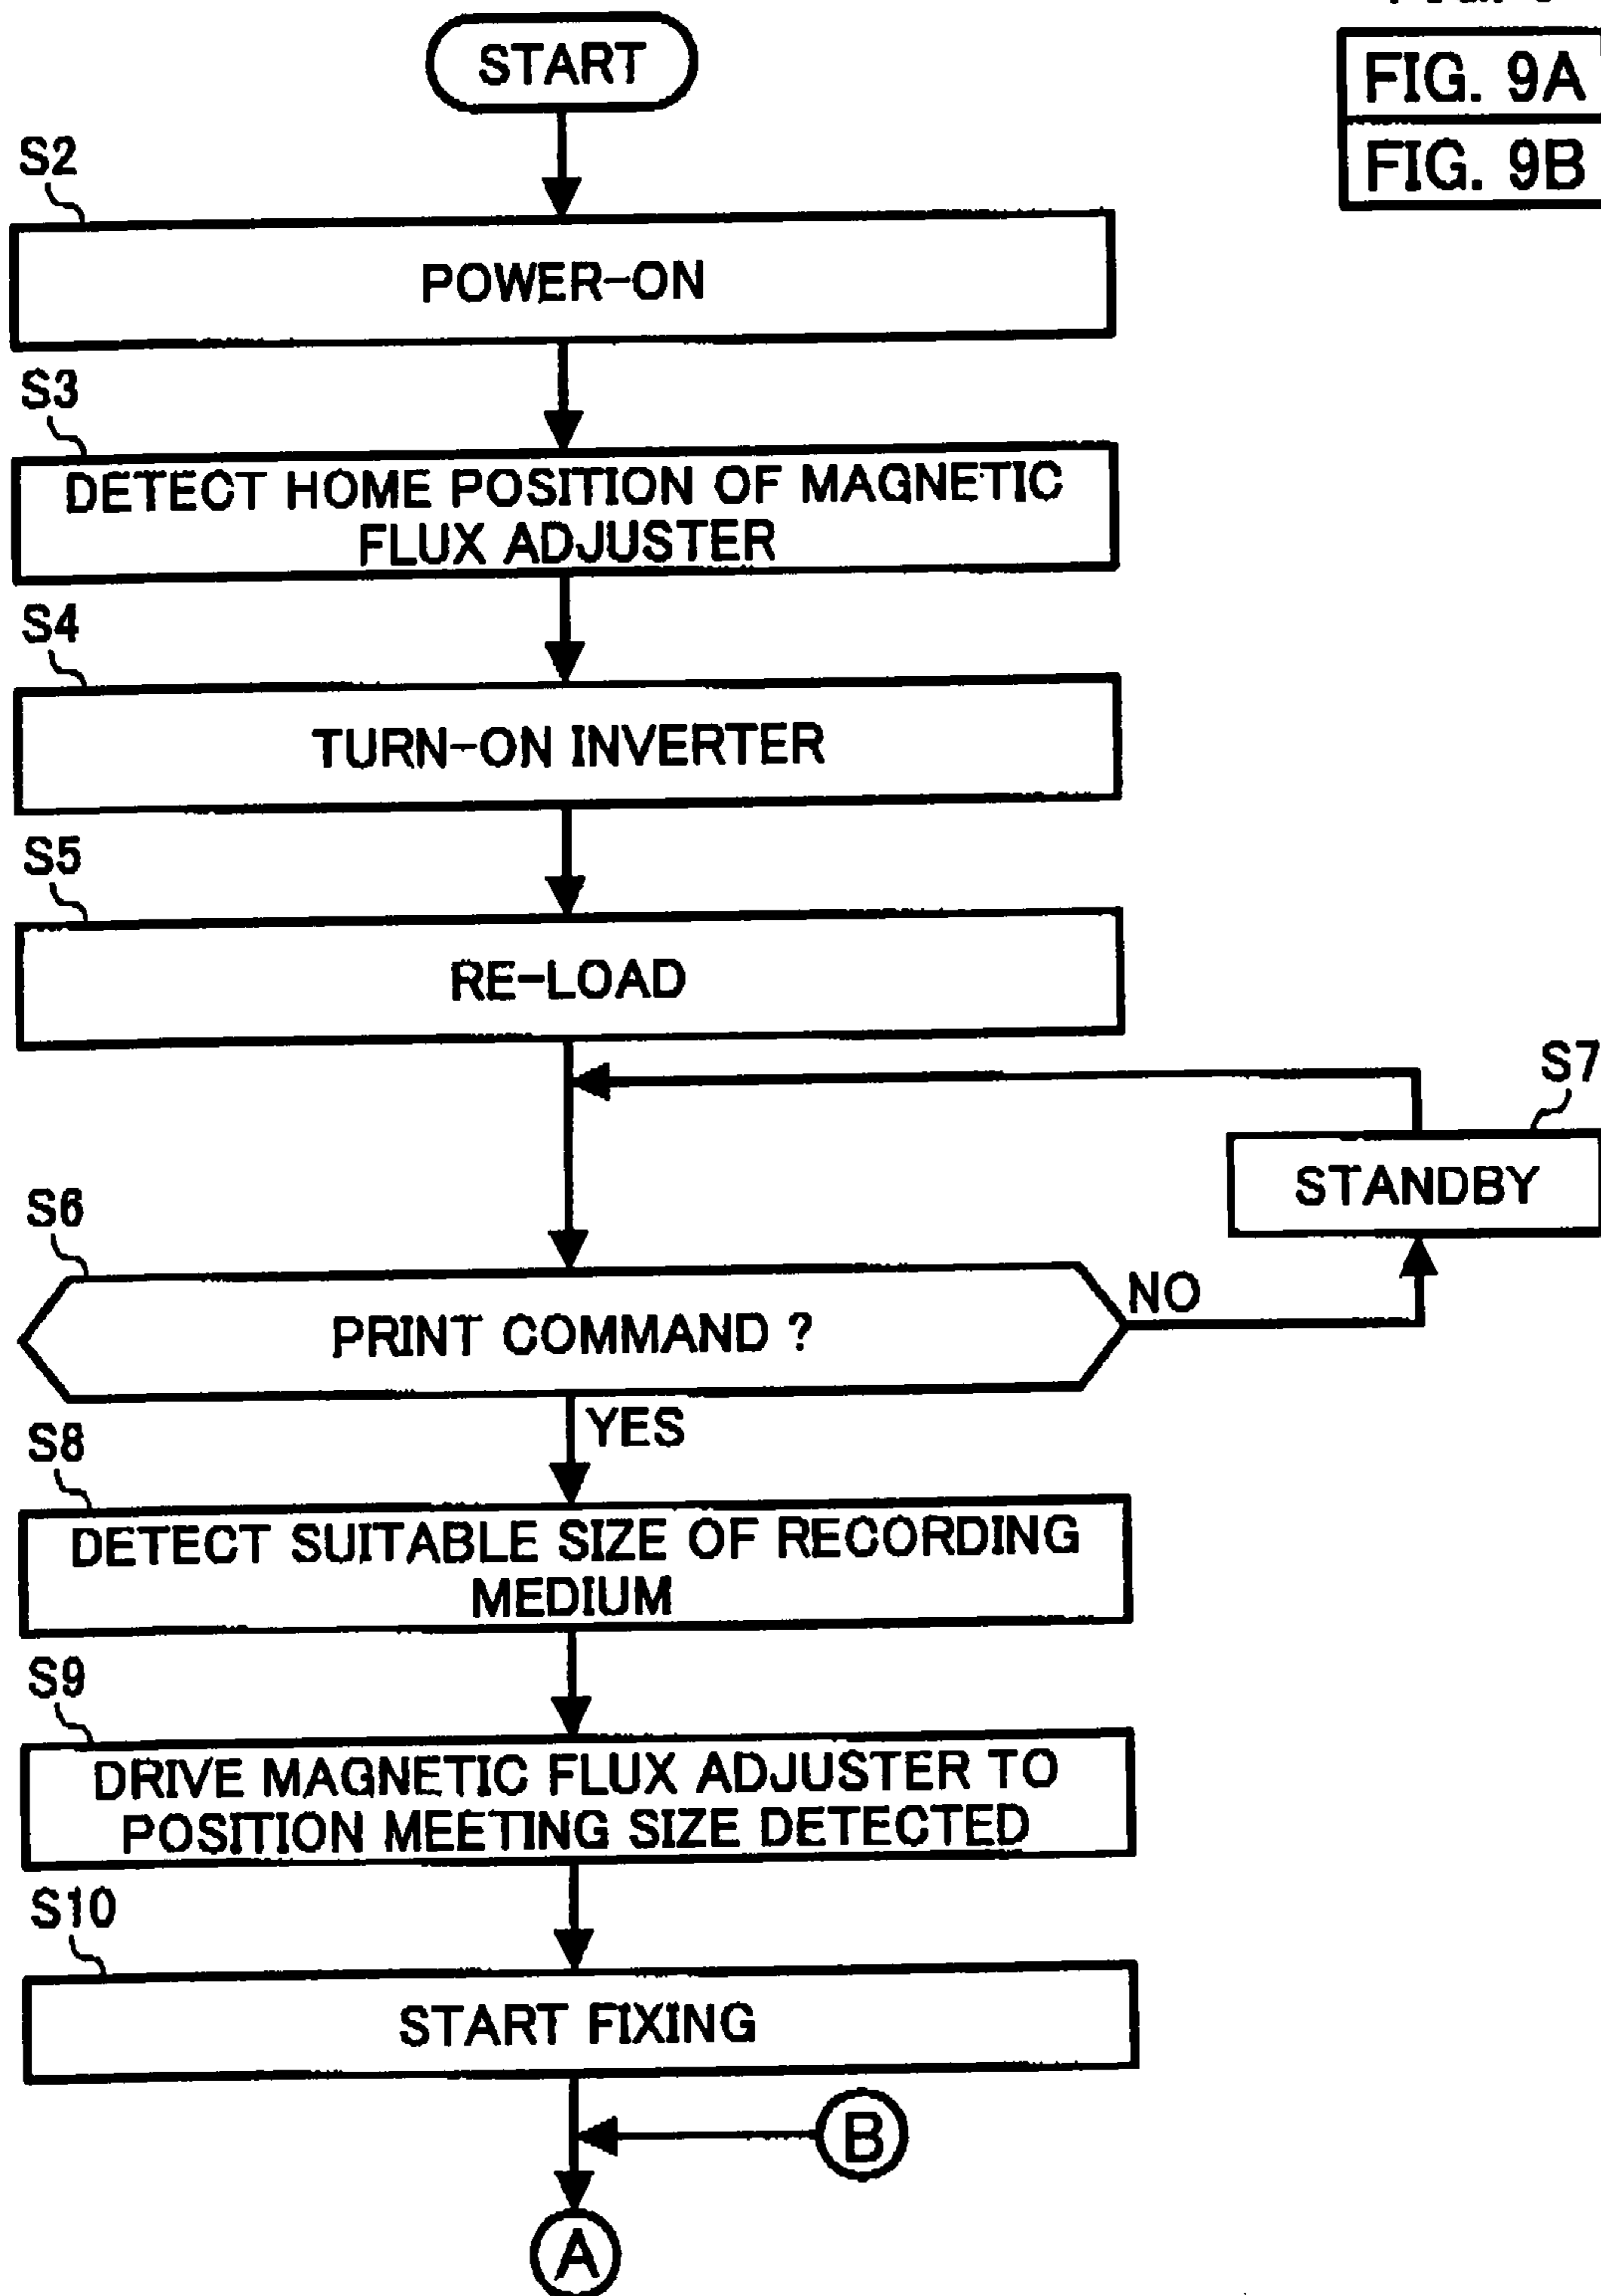 START
FIG. 9A
FIG. 9B
S2
POWER-ON
S3
DETECT HOME POSITION OF MAGNETIC
FLUX ADJUSTER
S4
TURN-ON INVERTER
S5
RE-LOAD
S7
STANDBY
S6
PRINT COMMAND ?
NO
YES
S8
DETECT SUITABLE SIZE OF RECORDING
MEDIUM
S9
DRIVE MAGNETIC FLUX ADJUSTER TO
POSITION MEETING SIZE DETECTED
S10
START FIXING
B
A